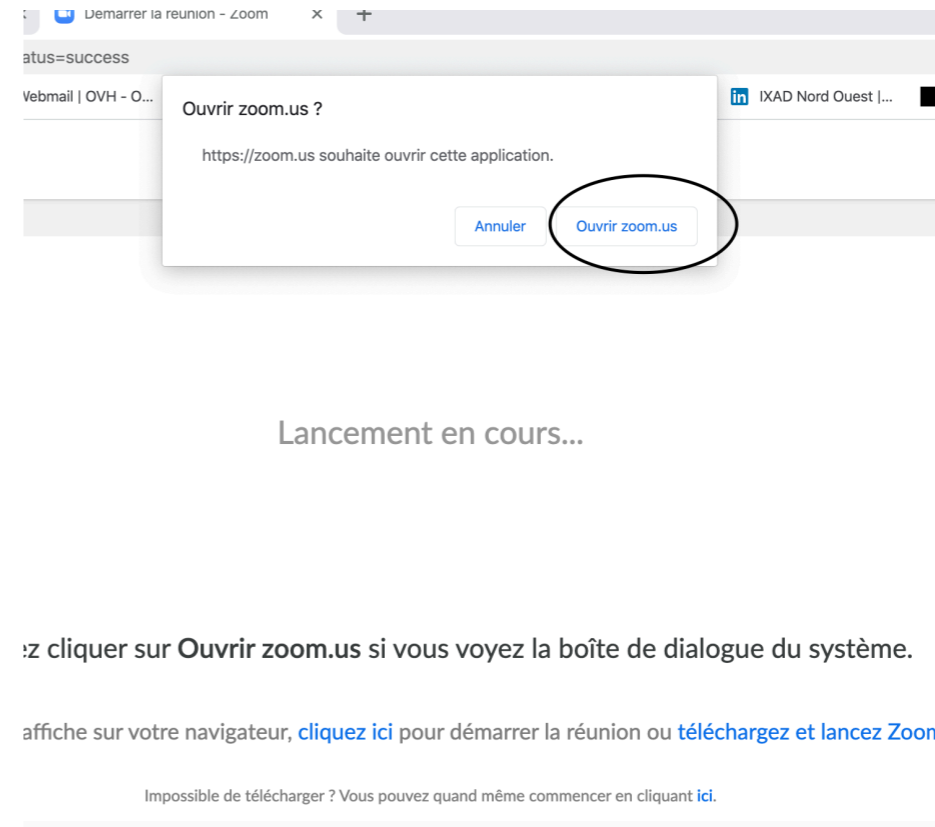 Démarrer la réunion - Zoom
atus=success
Webmail | OVH - O...
IXAD Nord Ouest |...
Ouvrir zoom.us ?
https://zoom.us souhaite ouvrir cette application.
Annuler
Ouvrir zoom.us
Lancement en cours...
ez cliquer sur Ouvrir zoom.us si vous voyez la boîte de dialogue du système.
affiche sur votre navigateur, cliquez ici pour démarrer la réunion ou téléchargez et lancez Zoom
Impossible de télécharger ? Vous pouvez quand même commencer en cliquant ici.